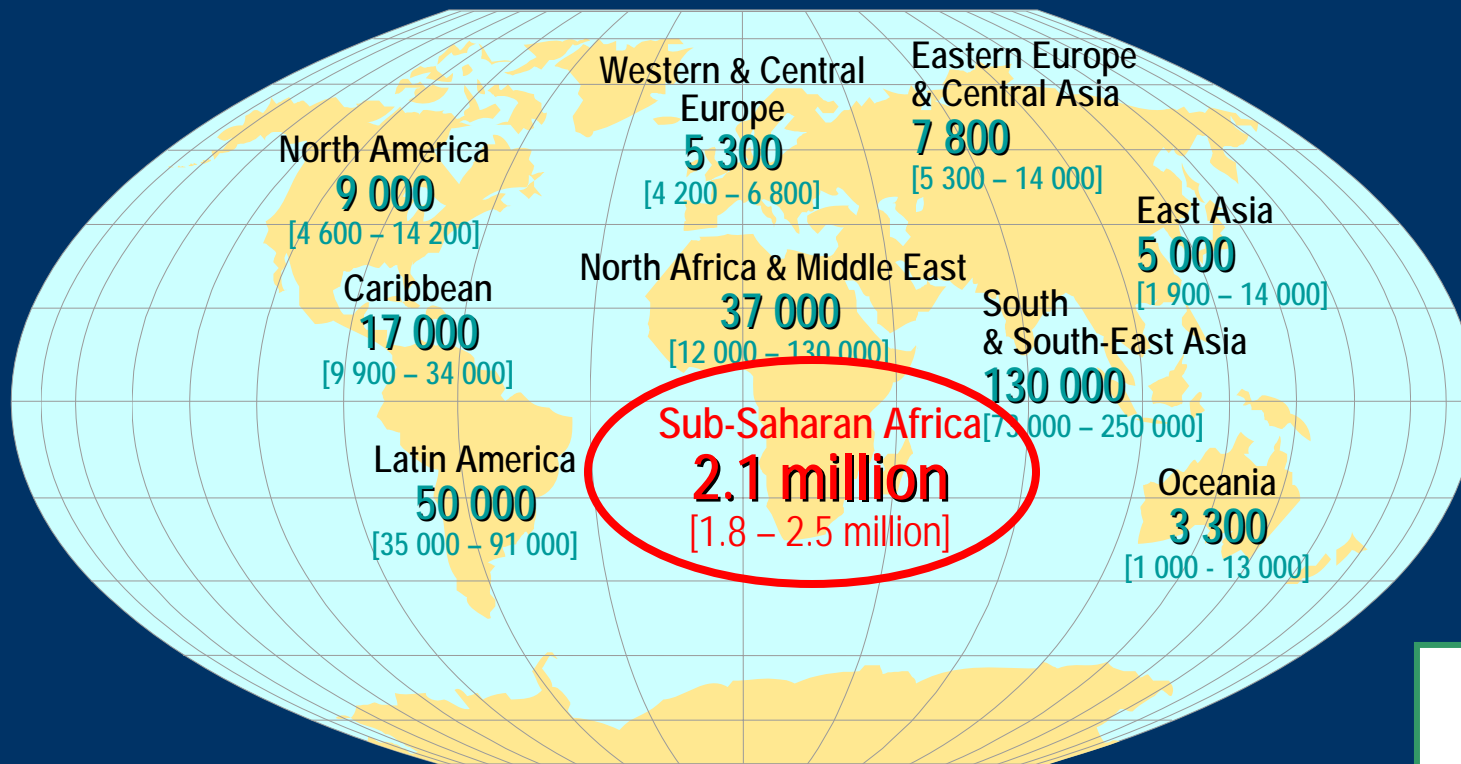 Western & Central
Europe
5 300
[4 200 – 6 800]
Eastern Europe
& Central Asia
7 800
[5 300 – 14 000]
North America
9 000
[4 600 – 14 200]
East Asia
5 000
[1 900 – 14 000]
North Africa & Middle East
37 000
[12 000 – 130 000]
Caribbean
17 000
[9 900 – 34 000]
South
& South-East Asia
130 000
[73 000 – 250 000]
Sub-Saharan Africa
2.1 million
[1.8 – 2.5 million]
Latin America
50 000
[35 000 – 91 000]
Oceania
3 300
[1 000 - 13 000]